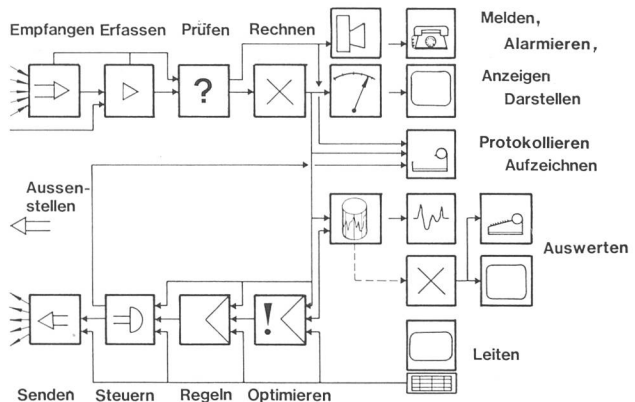 Empfangen Erfassen Prüfen Rechnen
Melden,
Alarmieren,
?
Anzeigen
Darstellen
Protokollieren
Aufzeichnen
Aussen-
stellen
Auswerten
!
Leiten
Senden Steuern Regeln Optimieren